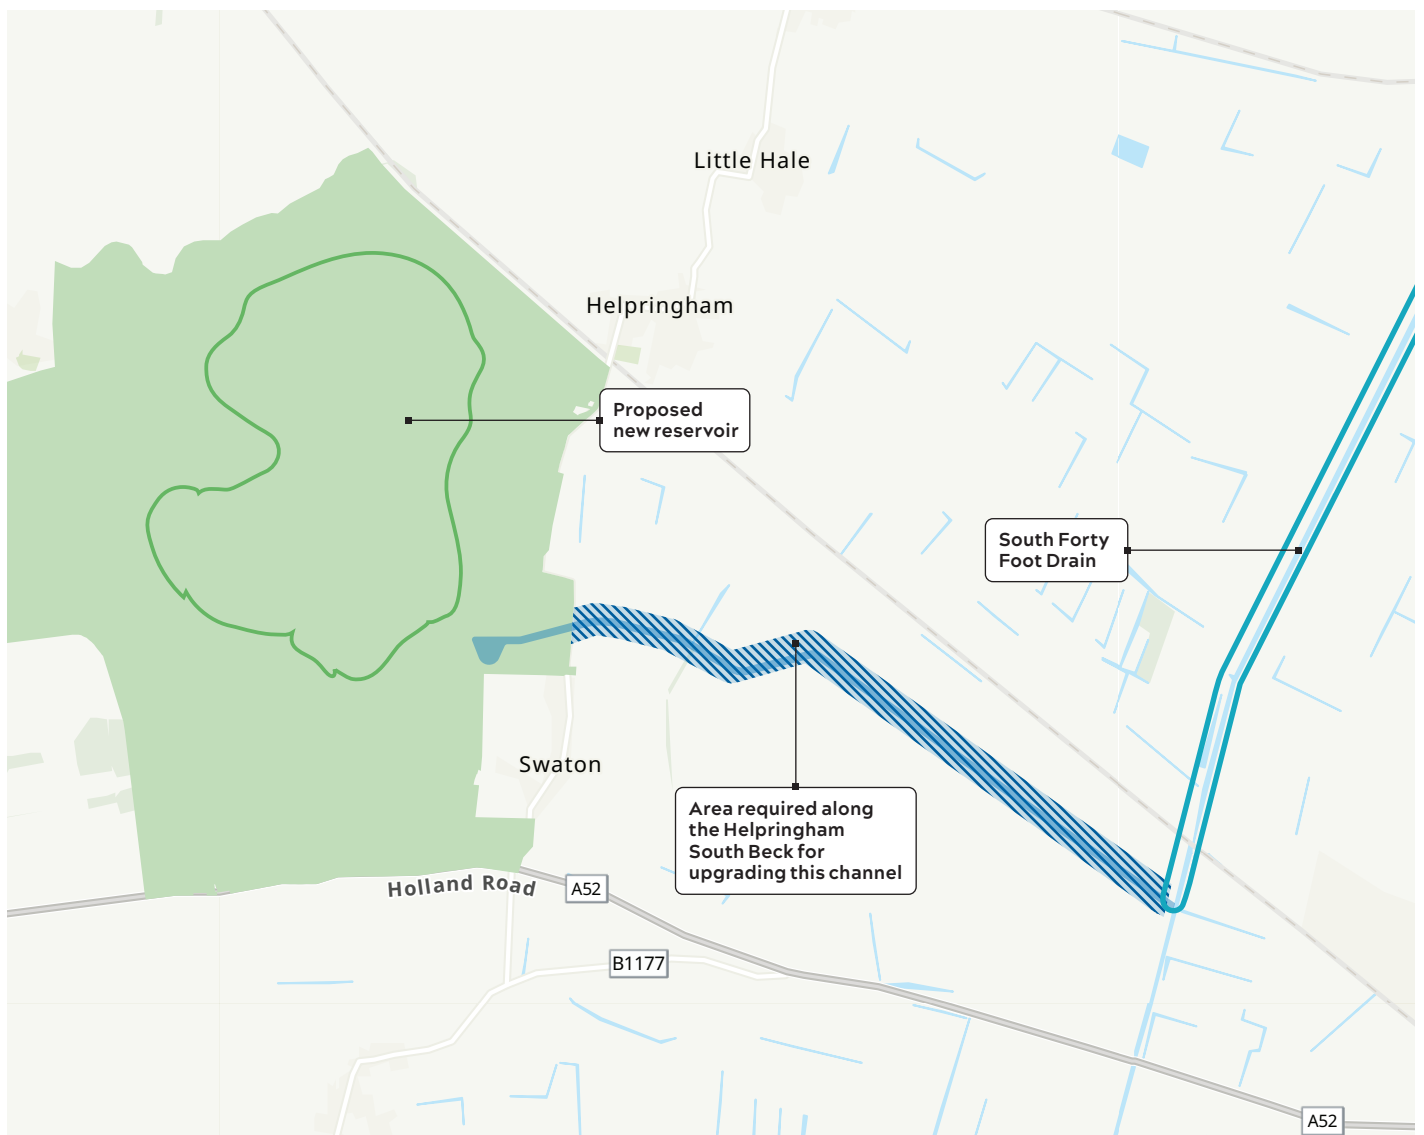 Little Hale
Helpringham
Proposed
new reservoir
South Forty
Foot Drain
Swaton
Area required along
the Helpringham
South Beck for
upgrading this channel
Holland Road
A52
B1177
A52